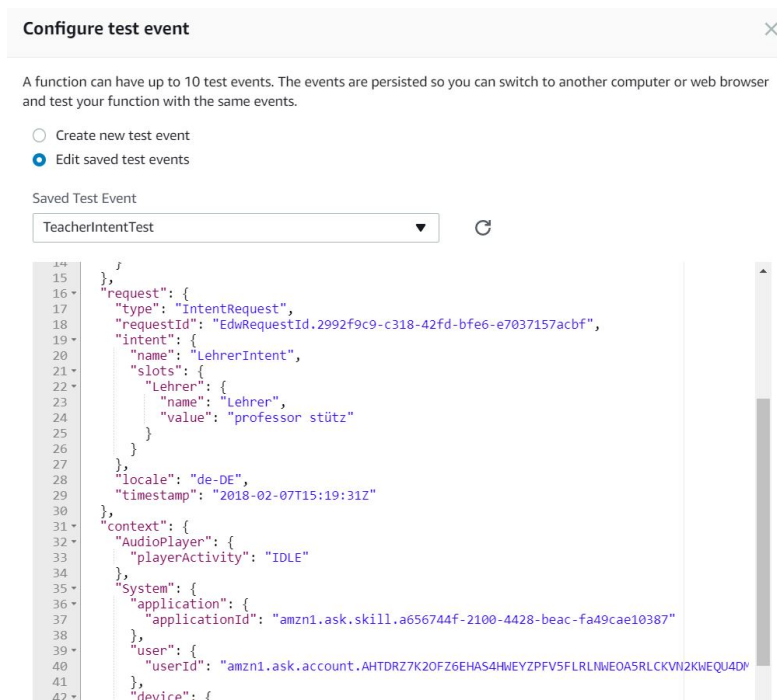 Configure test event
A function can have up to 10 test events. The events are persisted so you can switch to another computer or web browser
and test your function with the same events.
Create new test event
Edit saved test events
Saved Test Event
TeacherIntentTest
14 }
15 },
16 "request": {
17 "type": "IntentRequest",
18 "requestId": "EdwRequestId.2992f9c9-c318-42fd-bfe6-e7037157acbf",
19 "intent": {
20 "name": "LehrerIntent",
21 "slots": {
22 "Lehrer": {
23 "name": "Lehrer",
24 "value": "professor stütz"
25 }
26 }
27 },
28 "locale": "de-DE",
29 "timestamp": "2018-02-07T15:19:31Z"
30 },
31 "context": {
32 "AudioPlayer": {
33 "playerActivity": "IDLE"
34 },
35 "System": {
36 "application": {
37 "applicationId": "amzn1.ask.skill.a656744f-2100-4428-beac-fa49cae10387"
38 },
39 "user": {
40 "userId": "amzn1.ask.account.AHTDRZ7K2OFZ6EHAS4HWEYZPFV5FLRLNWEOA5RLCKVN2KWEQU4DM
41 },
42 "device": {